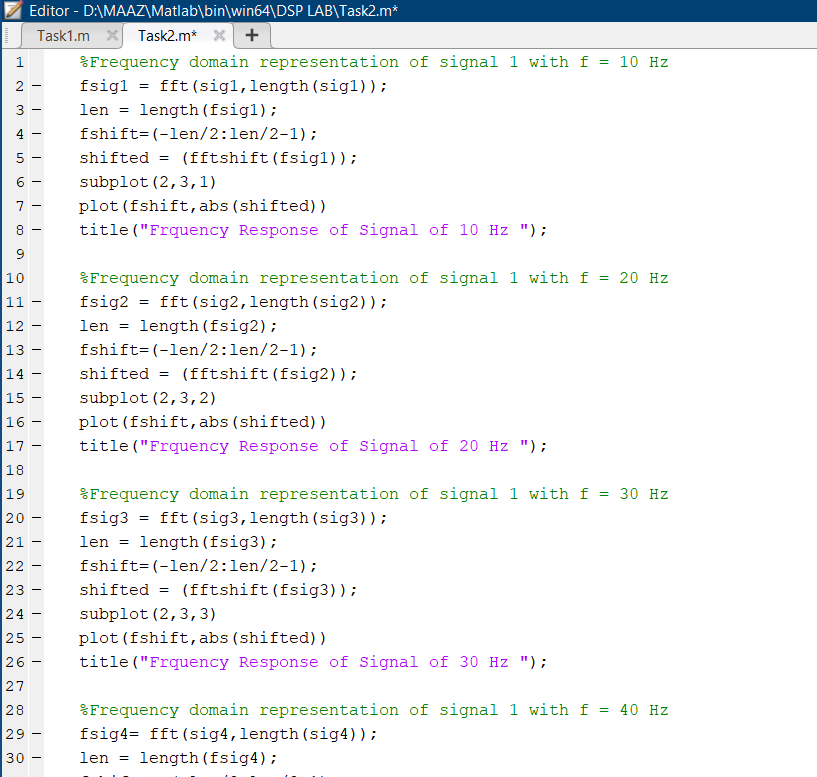 Editor - D:\MAAZ\Matlab\bin\win64\DSP LAB\Task2.m*
Task1.m Task2.m* +
1 %Frequency domain representation of signal 1 with f = 10 Hz
2 - fsig1 = fft(sig1,length(sig1));
3 - len = length(fsig1);
4 - fshift=(-len/2:len/2-1);
5 - shifted = (fftshift(fsig1));
6 - subplot(2,3,1)
7 - plot(fshift,abs(shifted))
8 - title("Frquency Response of Signal of 10 Hz ");
9
10 %Frequency domain representation of signal 1 with f = 20 Hz
11 - fsig2 = fft(sig2,length(sig2));
12 - len = length(fsig2);
13 - fshift=(-len/2:len/2-1);
14 - shifted = (fftshift(fsig2));
15 - subplot(2,3,2)
16 - plot(fshift,abs(shifted))
17 - title("Frquency Response of Signal of 20 Hz ");
18
19 %Frequency domain representation of signal 1 with f = 30 Hz
20 - fsig3 = fft(sig3,length(sig3));
21 - len = length(fsig3);
22 - fshift=(-len/2:len/2-1);
23 - shifted = (fftshift(fsig3));
24 - subplot(2,3,3)
25 - plot(fshift,abs(shifted))
26 - title("Frquency Response of Signal of 30 Hz ");
27
28 %Frequency domain representation of signal 1 with f = 40 Hz
29 - fsig4= fft(sig4,length(sig4));
30 - len = length(fsig4);